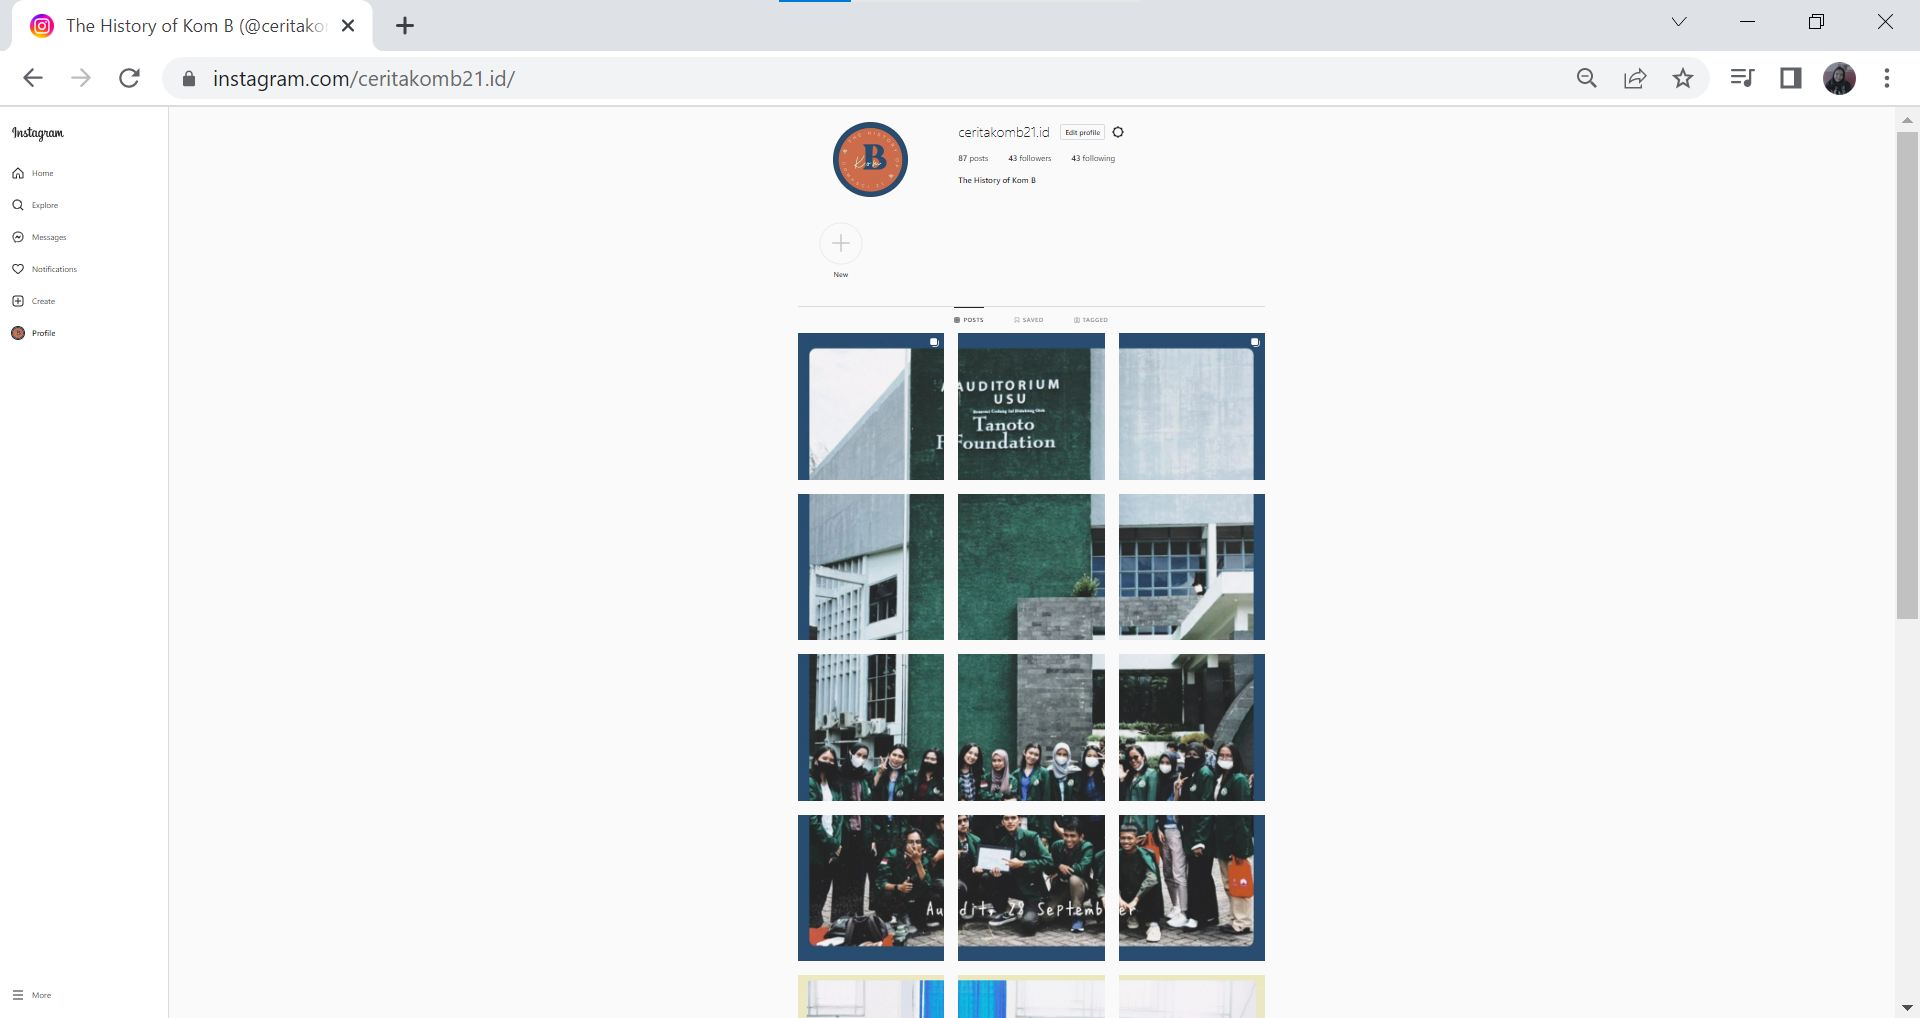 The History of Kom B (@ceritako
instagram.com/ceritakomb21.id/
Instagram
Home
Explore
Messages
Notifications
Create
Profile
More
ceritakomb21.id Edit profile
87 posts 43 followers 43 following
The History of Kom B
New
POSTS SAVED TAGGED
AUDITORIUM
USU
Tanoto
Foundation
Audit, 28 September
B
Kom